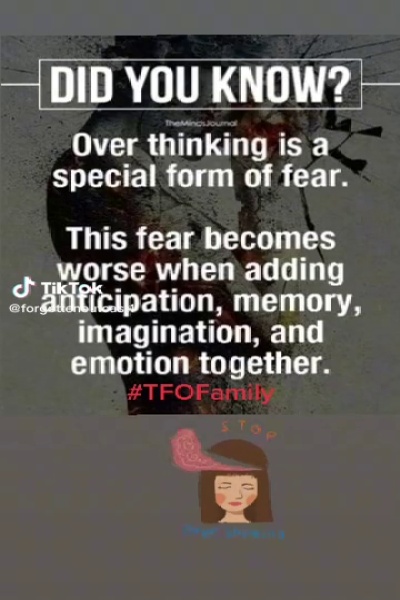 DID YOU KNOW?
TheMindsJournal
Over thinking is a
special form of fear.
This fear becomes
worse when adding
anticipation, memory,
imagination, and
emotion together.
TikTok
#TFOFamily
STOP